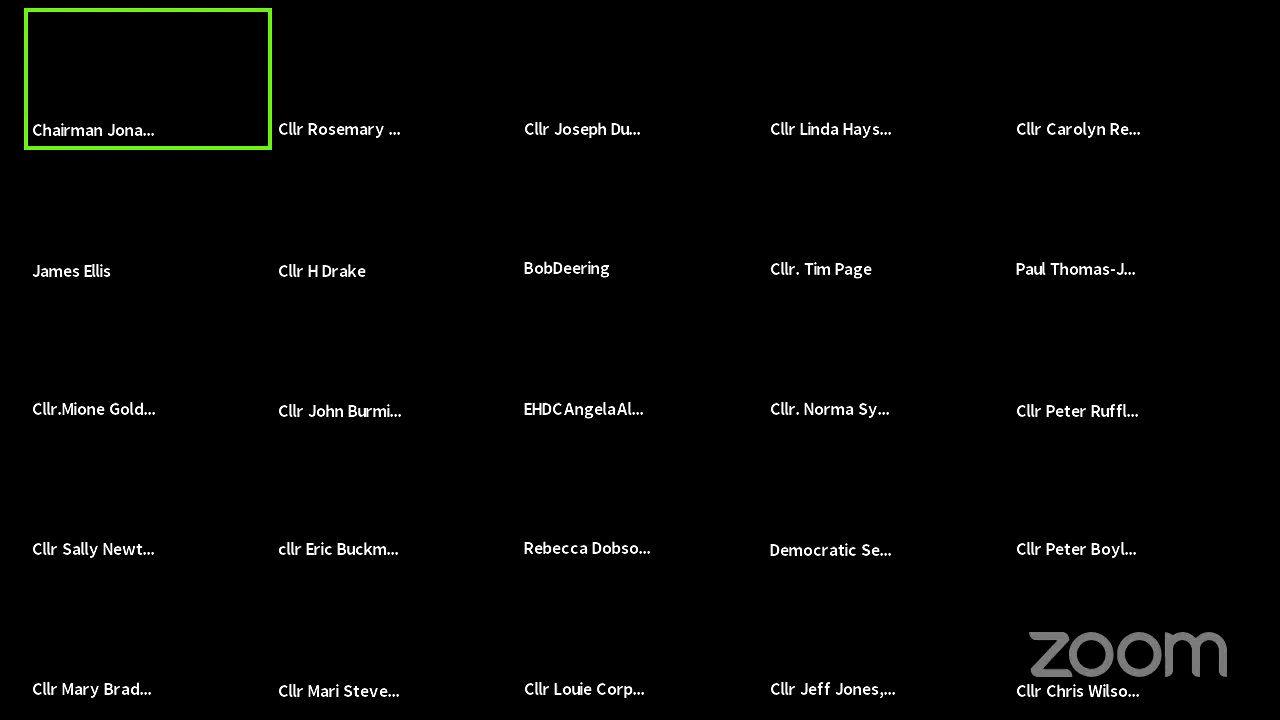 Chairman Jona...
Cllr Rosemary ...
Cllr Joseph Du...
Cllr Linda Hays...
Cllr Carolyn Re...
James Ellis
Cllr H Drake
BobDeering
Cllr. Tim Page
Paul Thomas-J...
Cllr.Mione Gold...
Cllr John Burmi...
EHDC Angela Al...
Cllr. Norma Sy...
Cllr Peter Ruffl...
Cllr Sally Newt...
cllr Eric Buckm...
Rebecca Dobso...
Democratic Se...
Cllr Peter Boyl...
Cllr Mary Brad...
Cllr Mari Steve...
Cllr Louie Corp...
Cllr Jeff Jones,...
Cllr Chris Wilso...
zoom